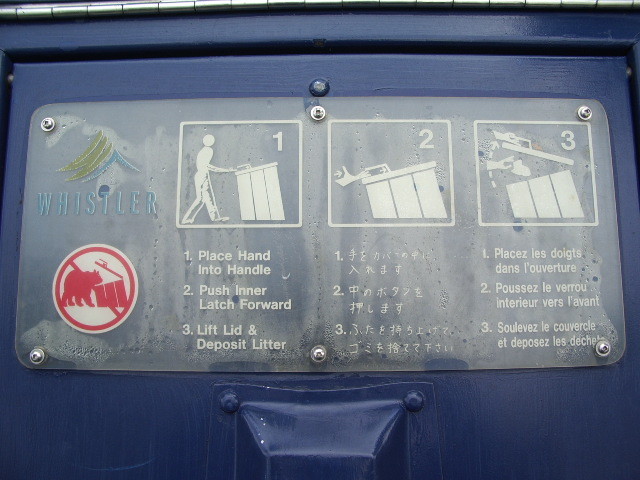 WHISTLER
1
2
3
1. Place Hand
Into Handle
2. Push Inner
Latch Forward
3. Lift Lid &
Deposit Litter
1. 手をカバーの中に
入れます
2. 中のボタンを
押します
3. ふたを持ち上げて
ゴミを捨てて下さい
1. Placez les doigts
dans l'ouverture
2. Poussez le verrou
interieur vers l'avant
3. Soulevez le couvercle
et deposez les dechets